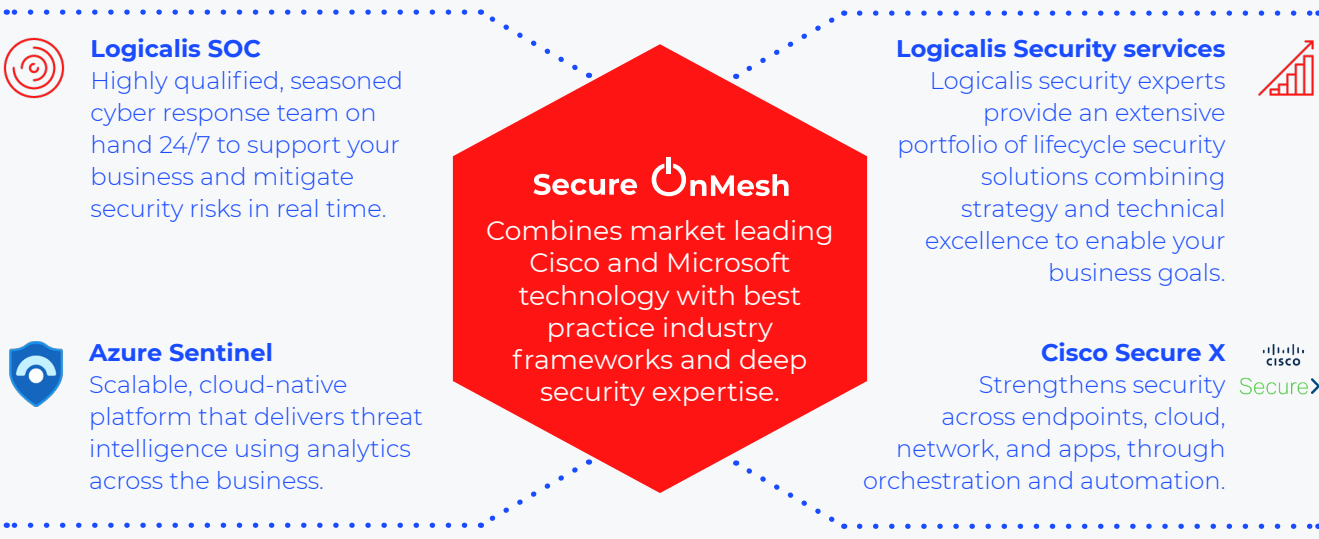 Logicalis SOC
Highly qualified, seasoned
cyber response team on
hand 24/7 to support your
business and mitigate
security risks in real time.
Azure Sentinel
Scalable, cloud-native
platform that delivers threat
intelligence using analytics
across the business.
Secure OnMesh
Combines market leading
Cisco and Microsoft
technology with best
practice industry
frameworks and deep
security expertise.
Logicalis Security services
Logicalis security experts
provide an extensive
portfolio of lifecycle security
solutions combining
strategy and technical
excellence to enable your
business goals.
Cisco Secure X
Strengthens security
across endpoints, cloud,
network, and apps, through
orchestration and automation.
CISCO
SecureX